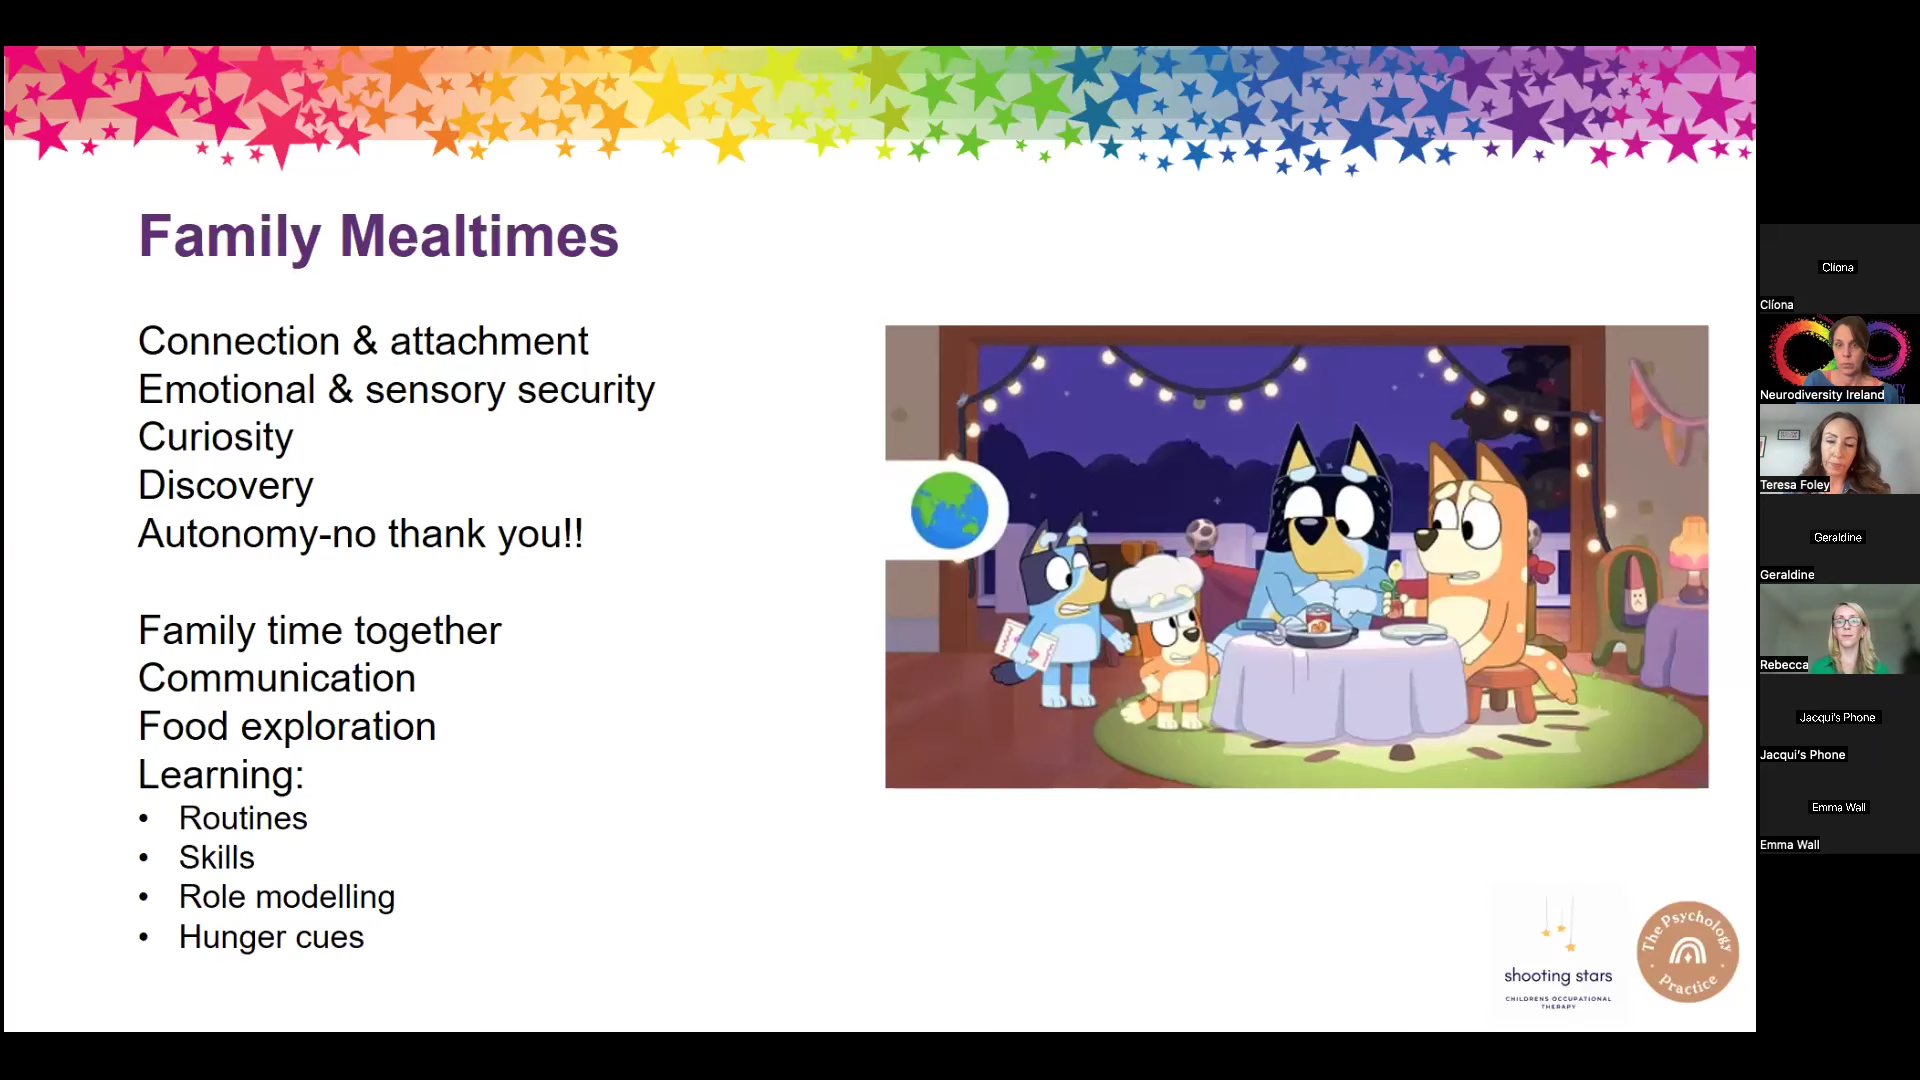 Family Mealtimes
Connection & attachment
Emotional & sensory security
Curiosity
Discovery
Autonomy-no thank you!!
Family time together
Communication
Food exploration
Learning:
• Routines
• Skills
• Role modelling
• Hunger cues
shooting stars
CHILDRENS OCCUPATIONAL
THERAPY
The Psychology
Practice
Clíona
Clíona
Neurodiversity Ireland
Teresa Foley
Geraldine
Geraldine
Rebecca
Jacqui's Phone
Jacqui's Phone
Emma Wall
Emma Wall